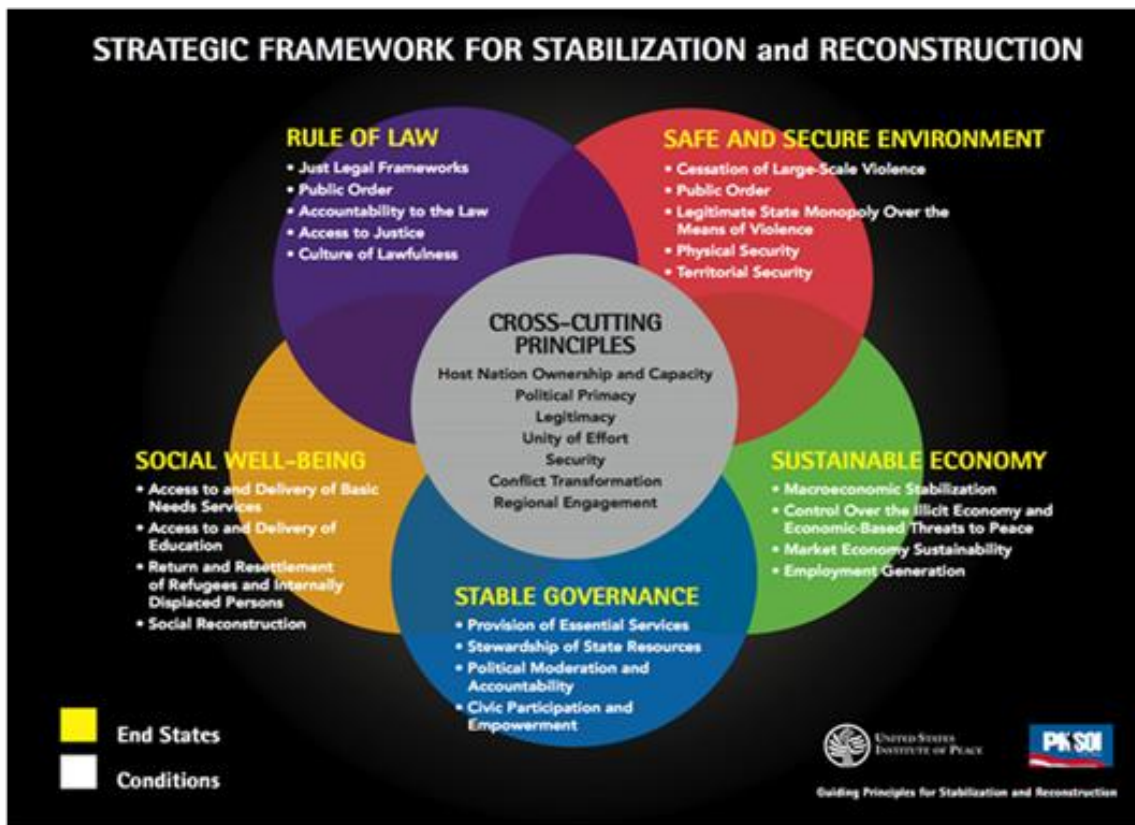 STRATEGIC FRAMEWORK FOR STABILIZATION and RECONSTRUCTION
RULE OF LAW
• Just Legal Frameworks
• Public Order
• Accountability to the Law
• Access to Justice
• Culture of Lawfulness
SAFE AND SECURE ENVIRONMENT
• Cessation of Large-Scale Violence
• Public Order
• Legitimate State Monopoly Over the
Means of Violence
• Physical Security
• Territorial Security
CROSS-CUTTING
PRINCIPLES
Host Nation Ownership and Capacity
Political Primacy
Legitimacy
Unity of Effort
Security
Conflict Transformation
Regional Engagement
SOCIAL WELL-BEING
• Access to and Delivery of Basic
Needs Services
• Access to and Delivery of
Education
• Return and Resettlement
of Refugees and Internally
Displaced Persons
• Social Reconstruction
SUSTAINABLE ECONOMY
• Macroeconomic Stabilization
• Control Over the Illicit Economy and
Economic-Based Threats to Peace
• Market Economy Sustainability
• Employment Generation
STABLE GOVERNANCE
• Provision of Essential Services
• Stewardship of State Resources
• Political Moderation and
Accountability
• Civic Participation and
Empowerment
End States
Conditions
UNITED STATES
INSTITUTE OF PEACE
PKSOI
Guiding Principles for Stabilization and Reconstruction